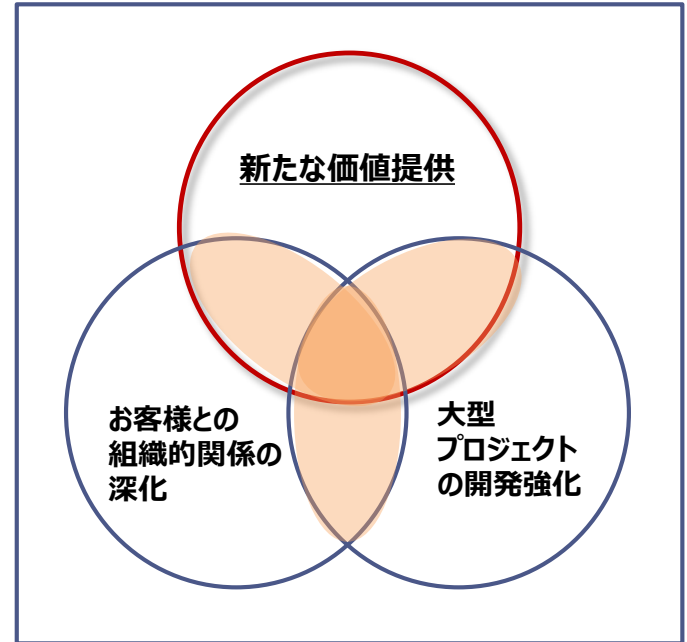 新たな価値提供
お客様との
組織的関係の
深化
大型
プロジェクト
の開発強化